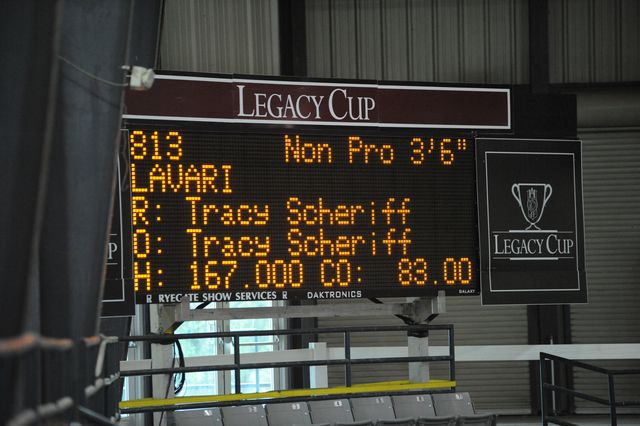 LEGACY CUP
813 Non Pro 3'6"
LAVARI
R: Tracy Scheriff
O: Tracy Scheriff
H: 167.000 CO: 83.00
R RYEGATE SHOW SERVICES R DAKTRONICS GALAXY
LEGACY CUP
P